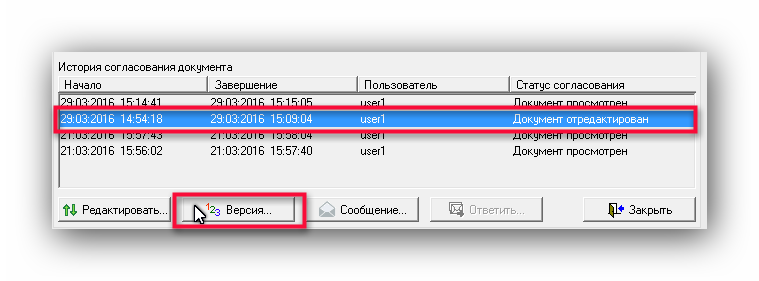 История согласования документа
Начало Завершение Пользователь Статус согласования
29:03:2016 15:14:41 29:03:2016 15:15:05 user1 Документ просмотрен
29:03:2016 14:54:18 29:03:2016 15:09:04 user1 Документ отредактирован
21:03:2016 15:57:43 21:03:2016 15:58:04 user1 Документ просмотрен
21:03:2016 15:56:02 21:03:2016 15:57:40 user1 Документ просмотрен
Редактировать... 123 Версия... Сообщение... Ответить... Закрыть